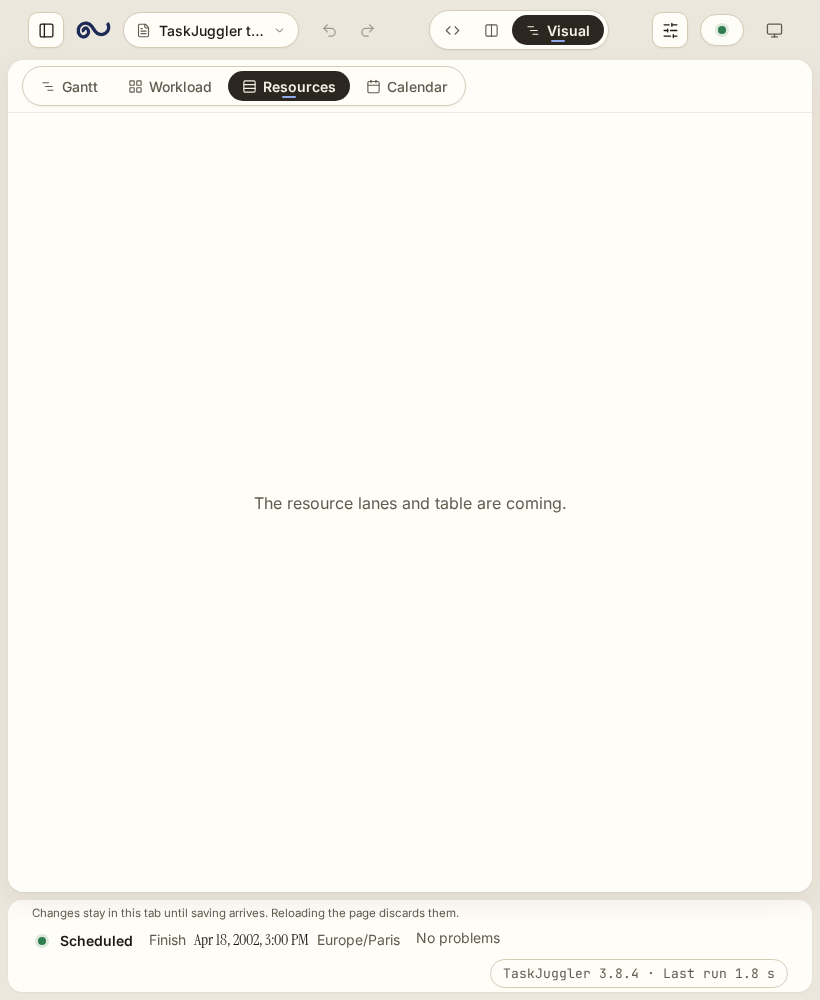 TaskJuggler t...
Visual
Gantt
Workload
Resources
Calendar
The resource lanes and table are coming.
Changes stay in this tab until saving arrives. Reloading the page discards them.
Scheduled Finish Apr 18, 2002, 3:00 PM Europe/Paris No problems
TaskJuggler 3.8.4 · Last run 1.8 s